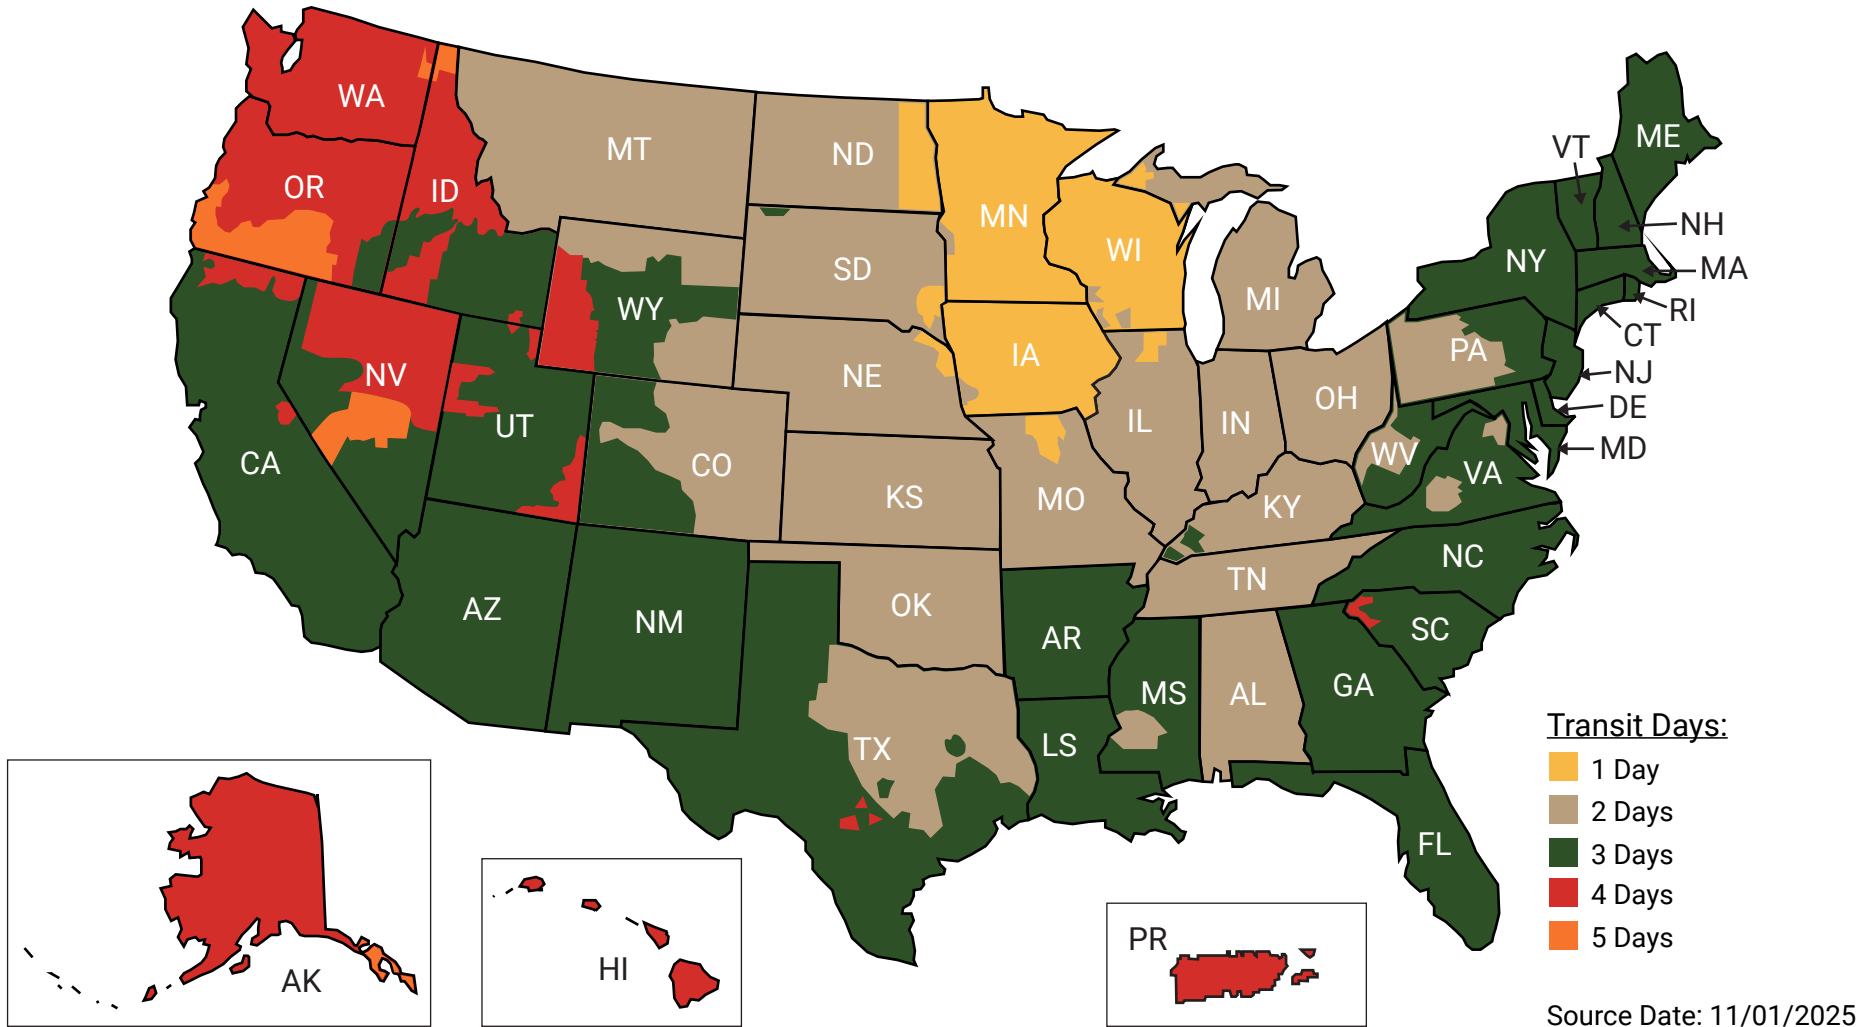 WA
MT
ND
MN
VT
ME
OR
ID
NH
WI
NY
SD
MA
WY
MI
RI
CT
PA
IA
NV
NE
NJ
OH
DE
IL
IN
UT
MD
CA
CO
WV
VA
KS
MO
KY
NC
TN
AZ
NM
OK
AR
SC
MS
AL
GA
TX
LS
FL
AK
HI
PR
Transit Days:
1 Day
2 Days
3 Days
4 Days
5 Days
Source Date: 11/01/2025